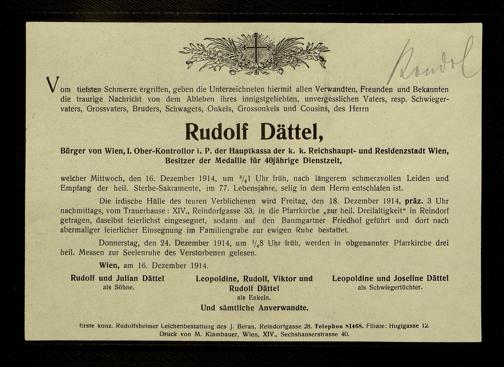 Vom tiefsten Schmerze ergriffen, geben die Unterzeichneten hiermit allen Verwandten, Freunden und Bekannten
die traurige Nachricht von dem Ableben ihres innigstgeliebten, unvergesslichen Vaters, resp. Schwieger-
vaters, Grossvaters, Bruders, Schwagers, Onkels, Grossonkels und Cousins, des Herrn
Rudolf Dättel,
Bürger von Wien, I. Ober-Kontrollor i. P. der Hauptkassa der k. k. Reichshaupt- und Residenzstadt Wien,
Besitzer der Medaille für 40jährige Dienstzeit,
welcher Mittwoch, den 16. Dezember 1914, um ¾1 Uhr früh, nach längerem schmerzvollen Leiden und
Empfang der heil. Sterbe-Sakramente, im 77. Lebensjahre, selig in dem Herrn entschlafen ist.
Die irdische Hülle des teuren Verblichenen wird Freitag, den 18. Dezember 1914, präz. 3 Uhr
nachmittags, vom Trauerhause: XIV., Reindorfgasse 33, in die Pfarrkirche „zur heil. Dreifaltigkeit" in Reindorf
getragen, daselbst feierlichst eingesegnet, sodann auf den Baumgartner Friedhof geführt und dort nach
abermaliger feierlicher Einsegnung im Familiengrabe zur ewigen Ruhe bestattet.
Donnerstag, den 24. Dezember 1914, um ½8 Uhr früh, werden in obgenannter Pfarrkirche drei
heil. Messen zur Seelenruhe des Verstorbenen gelesen.
Wien, am 16. Dezember 1914.
Rudolf und Julian Dättel
als Söhne.
Leopoldine, Rudolf, Viktor und
Rudolf Dättel
als Enkeln.
Leopoldine und Josefine Dättel
als Schwiegertöchter.
Und sämtliche Anverwandte.
Erste konz. Rudolfsheimer Leichenbestattung des J. Beran, Reindorfgasse 28. Telephon 81468. Filiale: Hugigasse 12.
Druck von M. Klambauer, Wien, XIV., Sechshauserstrasse 40.